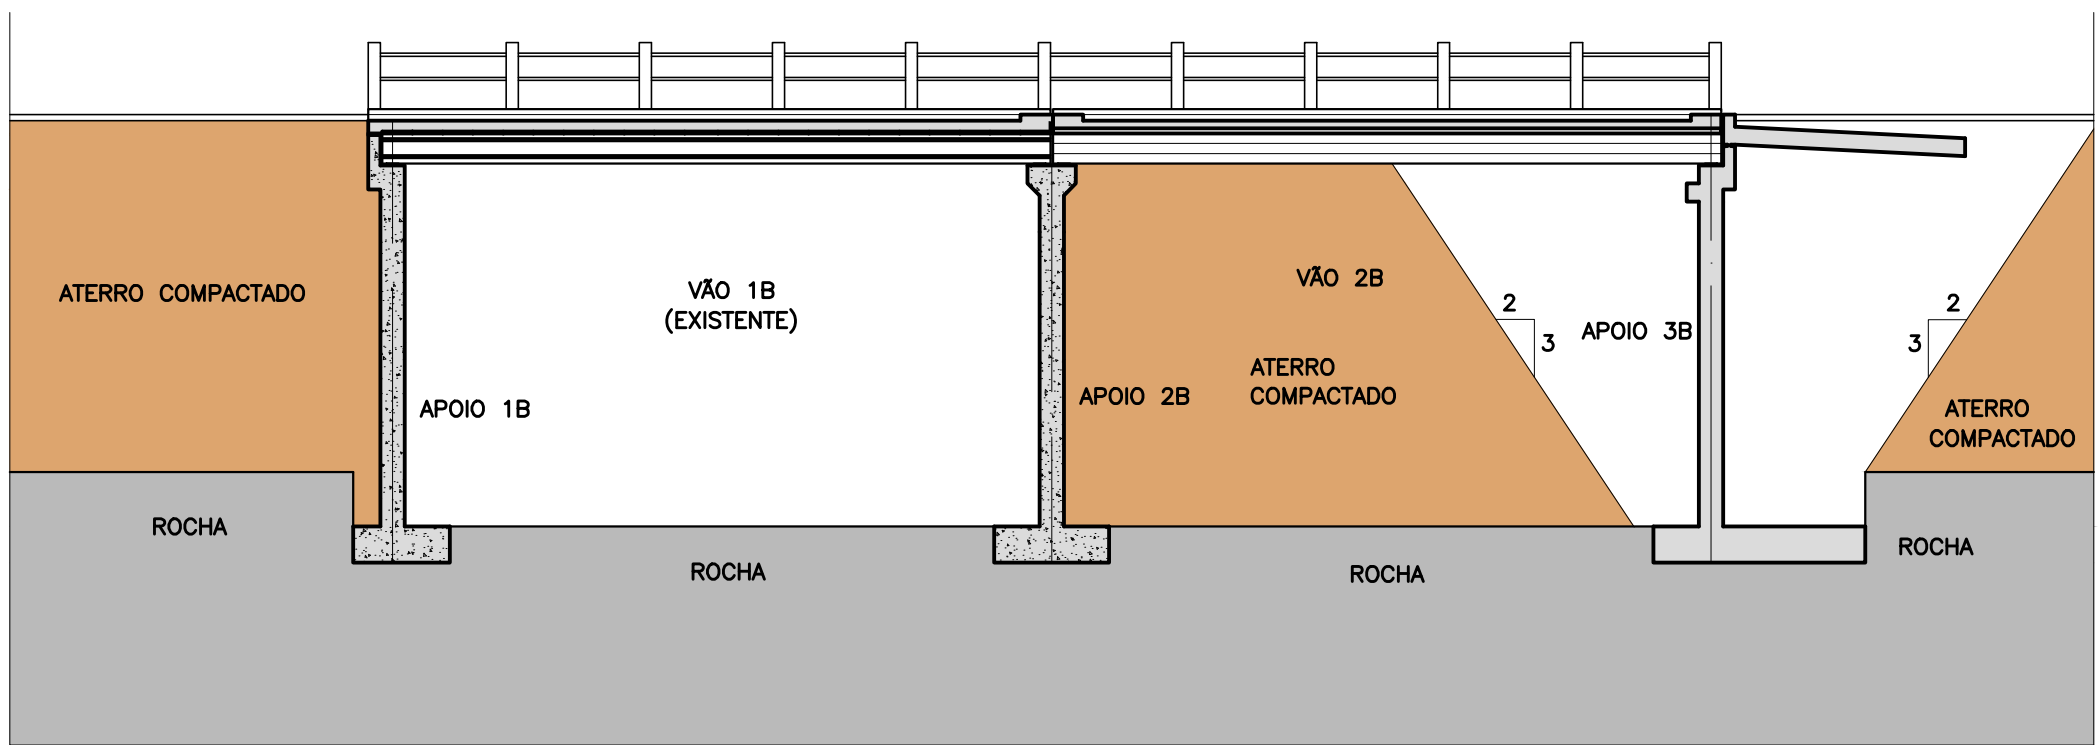 ATERRO COMPACTADO
VÃO 1B
(EXISTENTE)
VÃO 2B
2
3
APOIO 3B
2
3
ATERRO
COMPACTADO
APOIO 1B
APOIO 2B
ATERRO
COMPACTADO
ROCHA
ROCHA
ROCHA
ROCHA